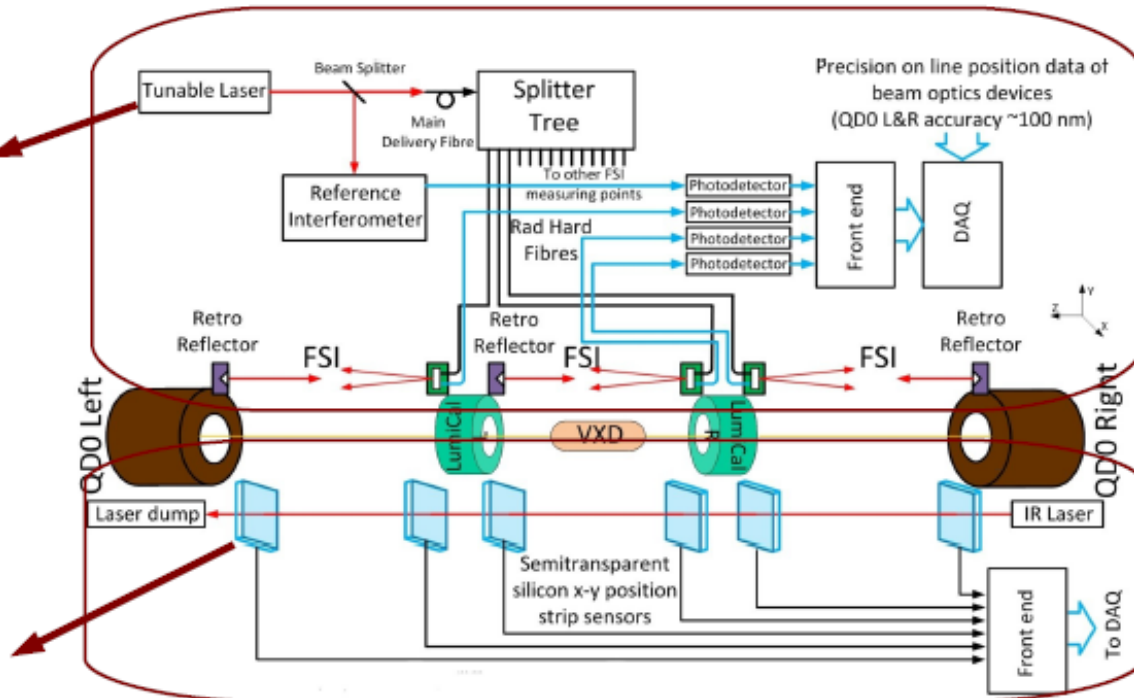 Tunable Laser
Beam Splitter
Main
Delivery Fibre
Splitter
Tree
Precision on line position data of
beam optics devices
(QD0 L&R accuracy ~100 nm)
To other FSI
measuring points
Reference
Interferometer
Photodetector
Photodetector
Photodetector
Photodetector
Rad Hard
Fibres
Front end
DAQ
Y
Z
X
Retro
Reflector
FSI
Retro
Reflector
FSI
FSI
Retro
Reflector
QD0 Left
LumiCal
L
VXD
R
LumiCal
QD0 Right
Laser dump
IR Laser
Semitransparent
silicon x-y position
strip sensors
Front end
To DAQ